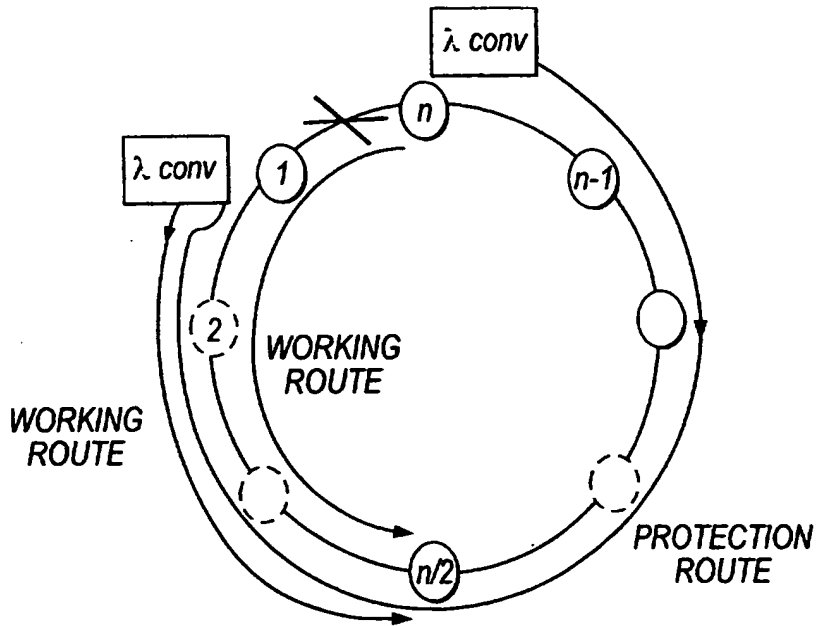 λ conv
n
λ conv
1
n-1
2
WORKING
ROUTE
WORKING
ROUTE
PROTECTION
ROUTE
n/2